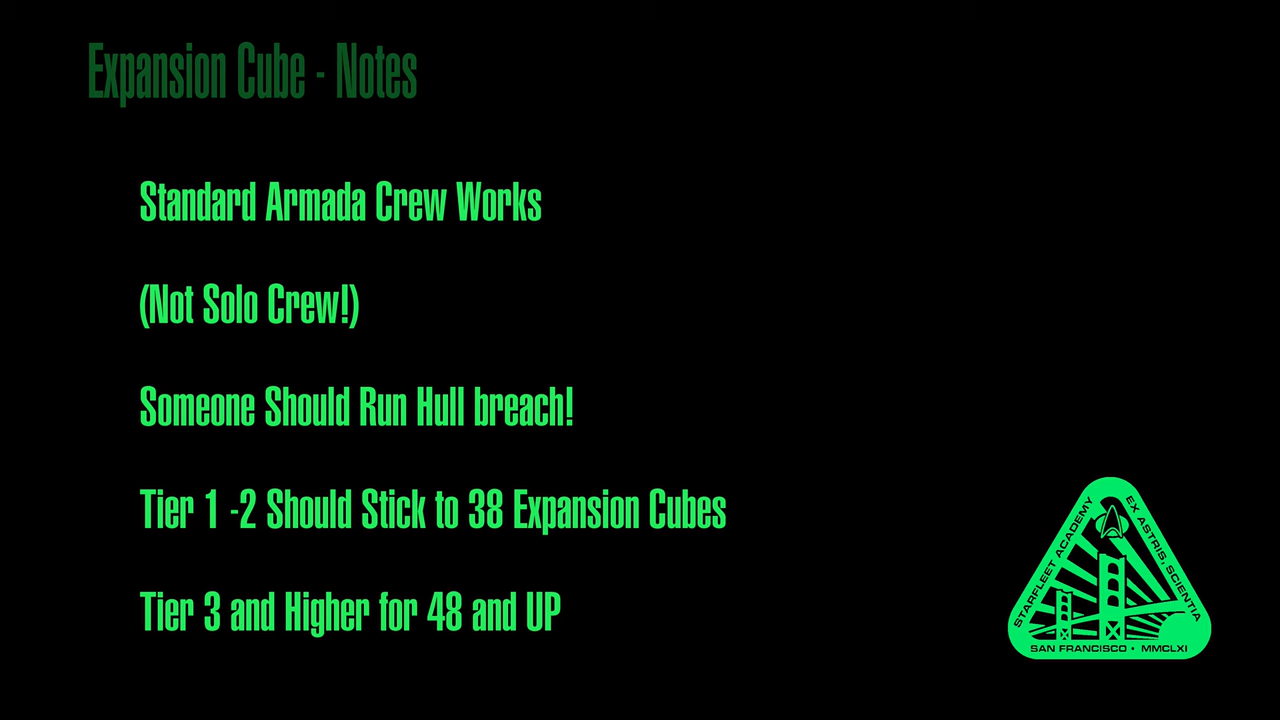 Expansion Cube - Notes
Standard Armada Crew Works
(Not Solo Crew!)
Someone Should Run Hull breach!
Tier 1 -2 Should Stick to 38 Expansion Cubes
Tier 3 and Higher for 48 and UP
STARFLEET ACADEMY
EX ASTRIS, SCIENTIA
SAN FRANCISCO • MMCLXI